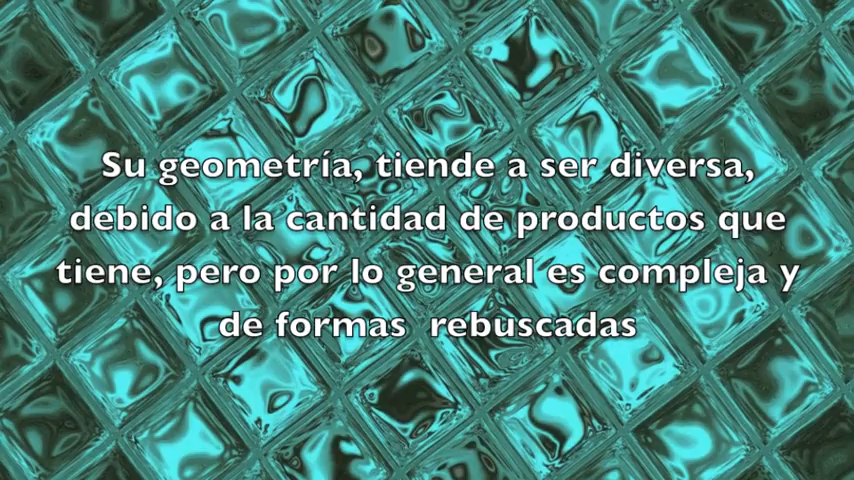 Su geometría, tiende a ser diversa,
debido a la cantidad de productos que
tiene, pero por lo general es compleja y
de formas  rebuscadas